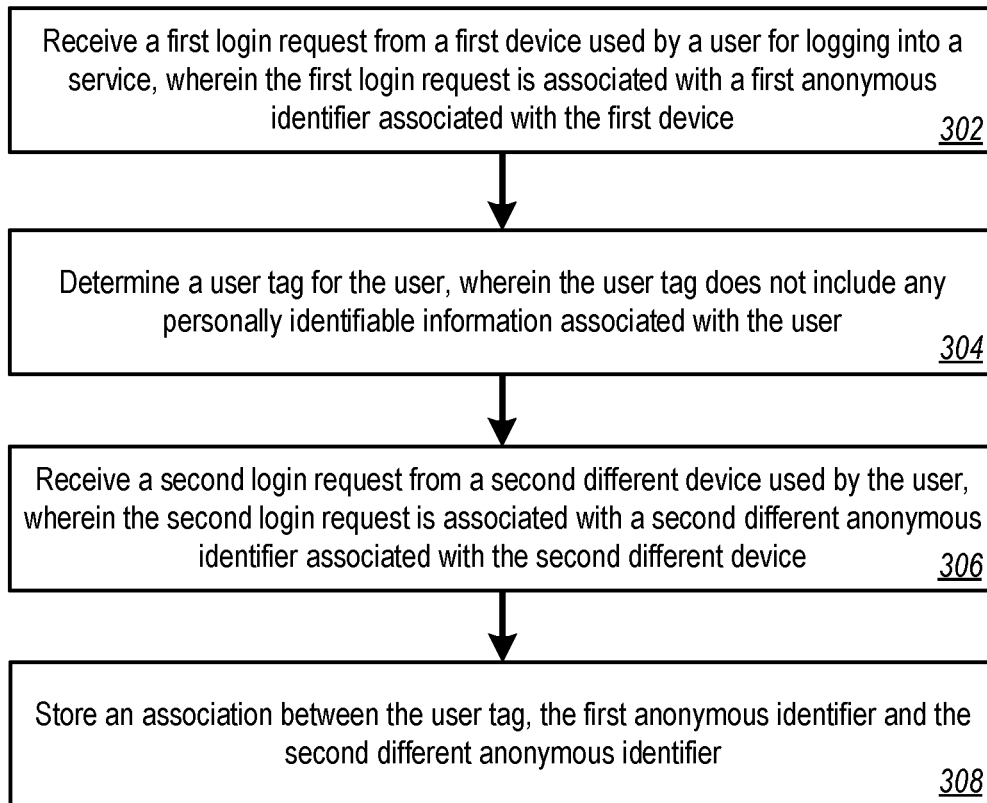 Receive a first login request from a first device used by a user for logging into a
service, wherein the first login request is associated with a first anonymous
identifier associated with the first device
302
Determine a user tag for the user, wherein the user tag does not include any
personally identifiable information associated with the user
304
Receive a second login request from a second different device used by the user,
wherein the second login request is associated with a second different anonymous
identifier associated with the second different device
306
Store an association between the user tag, the first anonymous identifier and the
second different anonymous identifier
308